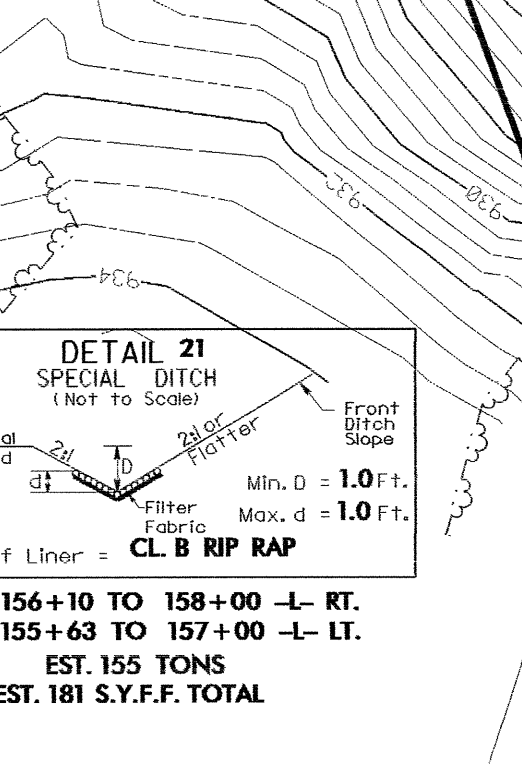 932
930
934
DETAIL 21
SPECIAL DITCH
(Not to Scale)
al
d
2:1
D
d
2:1 or
Flatter
Front
Ditch
Slope
Min. D = 1.0 Ft.
Max. d = 1.0 Ft.
Filter
Fabric
f Liner = CL. B RIP RAP
156+10 TO 158+00 -L- RT.
155+63 TO 157+00 -L- LT.
EST. 155 TONS
EST. 181 S.Y.F.F. TOTAL